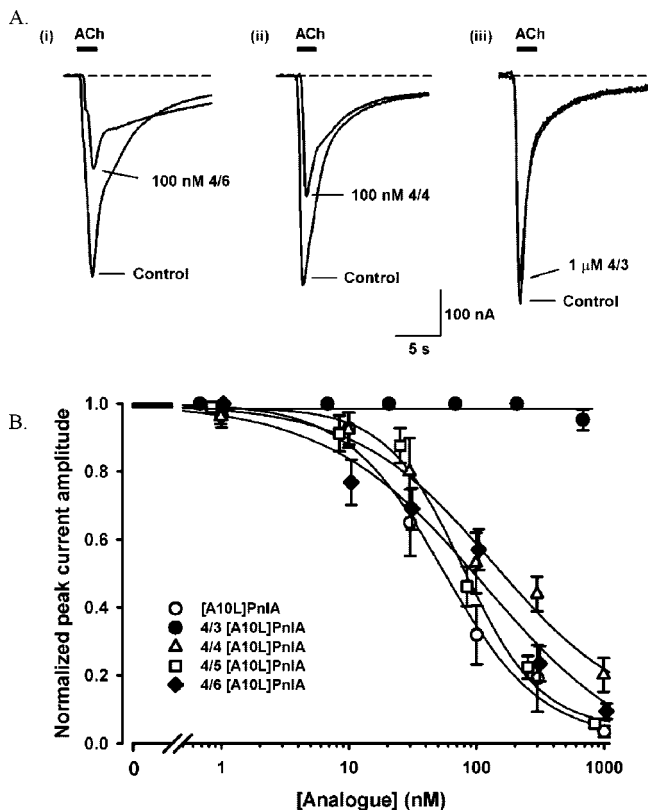 A.
(i) ACh
(ii) ACh
(iii) ACh
100 nM 4/6
Control
100 nM 4/4
Control
1 μM 4/3
Control
100 nA
5 s
B.
Normalized peak current amplitude
1.0
0.8
0.6
0.4
0.2
0.0
[A10L]PnIA
4/3 [A10L]PnIA
4/4 [A10L]PnIA
4/5 [A10L]PnIA
4/6 [A10L]PnIA
0 1 10 100 1000
[Analogue] (nM)